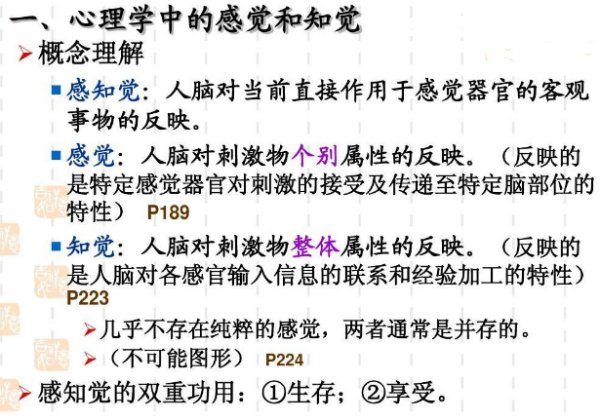 一、心理学中的感觉和知觉
概念理解
感知觉：人脑对当前直接作用于感觉器官的客观
事物的反映。
感觉：人脑对刺激物个别属性的反映。（反映的
是特定感觉器官对刺激的接受及传递至特定脑部位的
特性） P189
知觉：人脑对刺激物整体属性的反映。（反映的
是人脑对各感官输入信息的联系和经验加工的特性）
P223
几乎不存在纯粹的感觉，两者通常是并存的。
（不可能图形） P224
感知觉的双重功用：①生存；②享受。